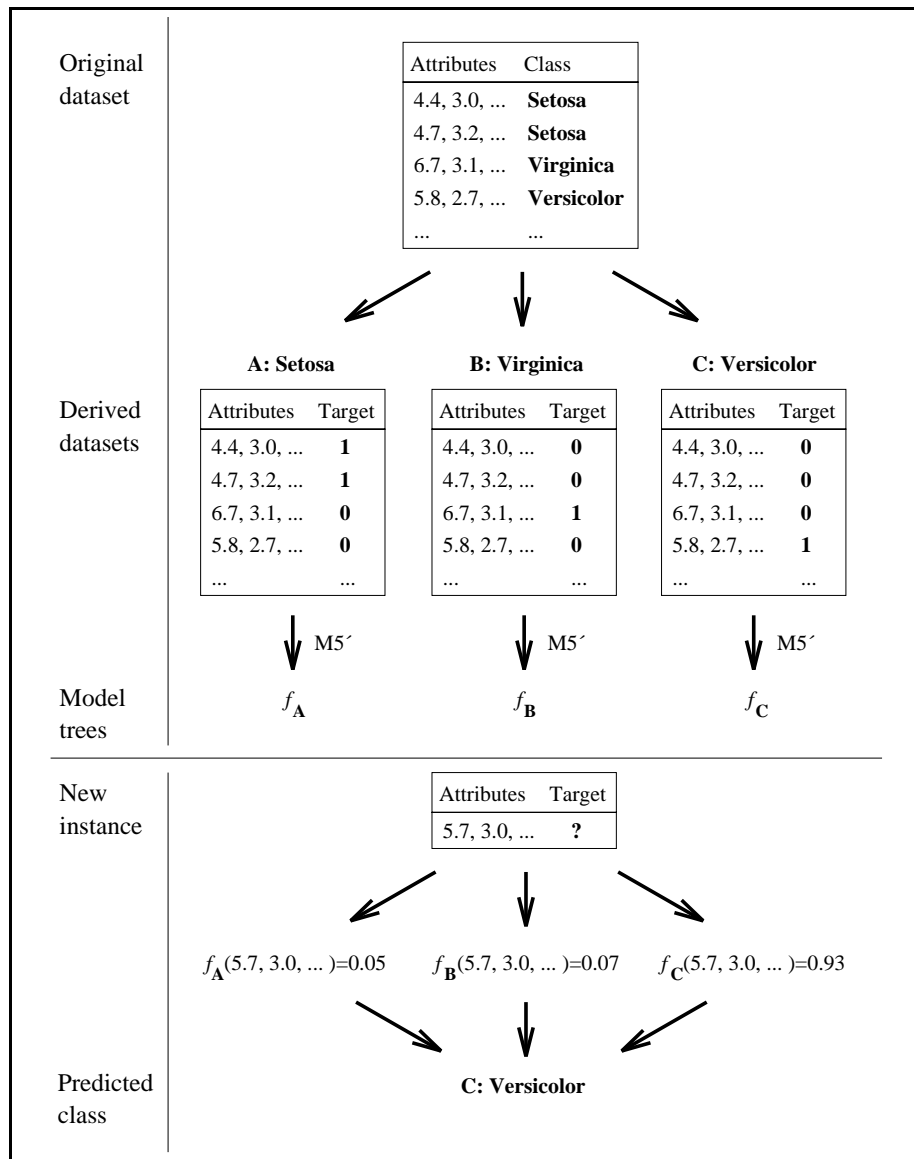 Original
dataset
Attributes Class
4.4, 3.0, ... Setosa
4.7, 3.2, ... Setosa
6.7, 3.1, ... Virginica
5.8, 2.7, ... Versicolor
... ...
A: Setosa B: Virginica C: Versicolor
Derived
datasets
Attributes Target
4.4, 3.0, ... 1
4.7, 3.2, ... 1
6.7, 3.1, ... 0
5.8, 2.7, ... 0
... ...
Attributes Target
4.4, 3.0, ... 0
4.7, 3.2, ... 0
6.7, 3.1, ... 1
5.8, 2.7, ... 0
... ...
Attributes Target
4.4, 3.0, ... 0
4.7, 3.2, ... 0
6.7, 3.1, ... 0
5.8, 2.7, ... 1
... ...
M5´ M5´ M5´
Model
trees
f A f B f C
New
instance
Attributes Target
5.7, 3.0, ... ?
f A(5.7, 3.0, ... )=0.05 f B(5.7, 3.0, ... )=0.07 f C(5.7, 3.0, ... )=0.93
Predicted
class
C: Versicolor